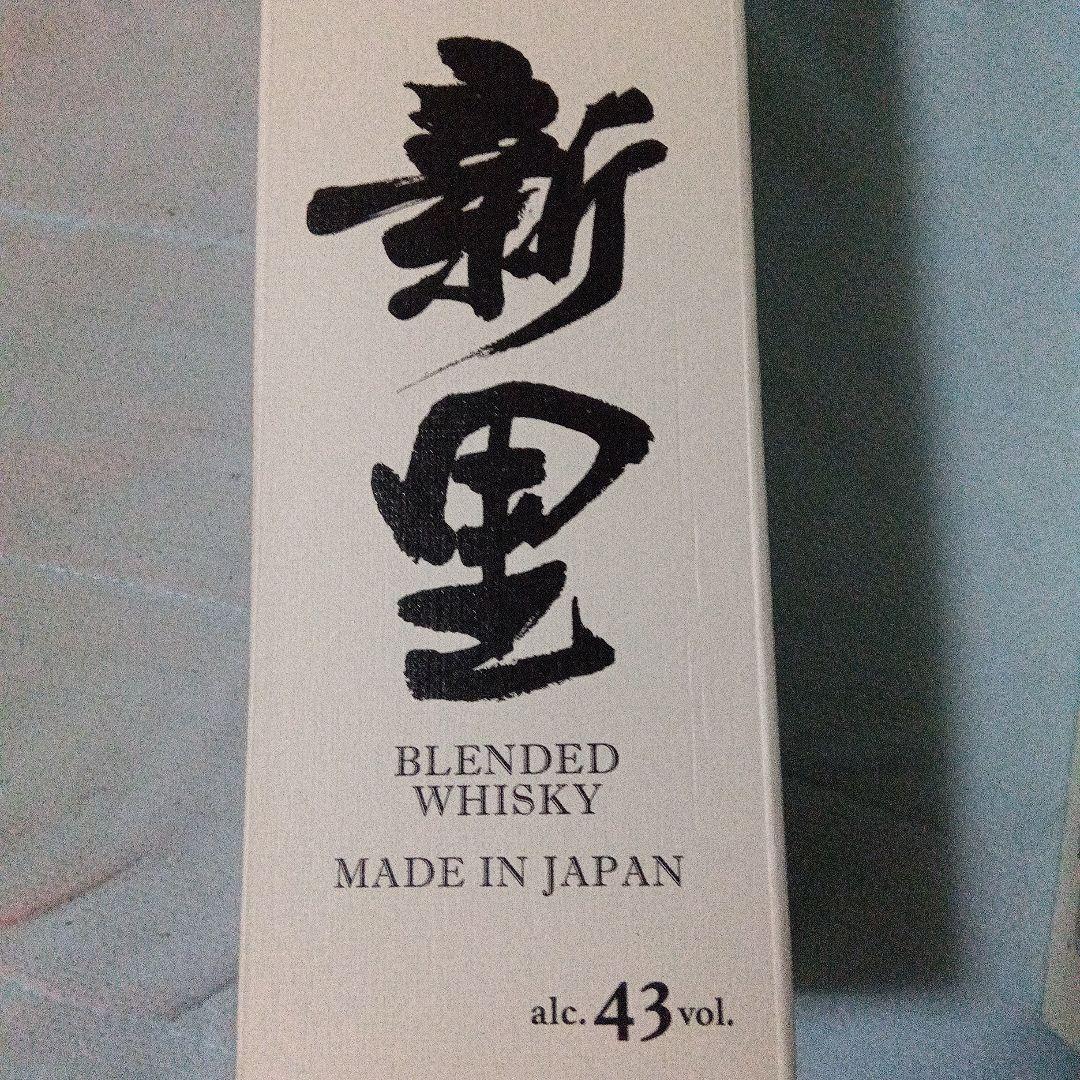 新里
BLENDED
WHISKY
MADE IN JAPAN
alc. 43 vol.